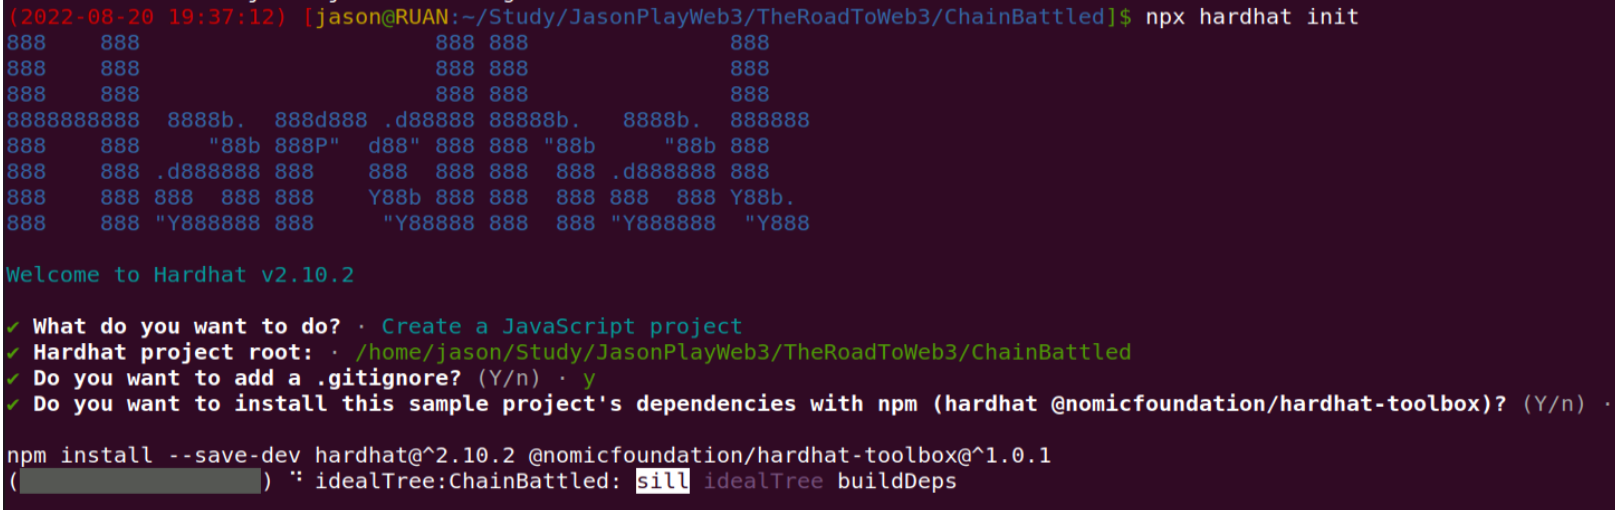 (2022-08-20 19:37:12) [jason@RUAN:~/Study/JasonPlayWeb3/TheRoadToWeb3/ChainBattled]$ npx hardhat init
888    888                      888 888               888
888    888                      888 888               888
888    888                      888 888               888
8888888888  8888b.  888d888 .d88888 88888b.   8888b.  888888
888    888     "88b 888P"  d88" 888 888 "88b     "88b 888
888    888 .d888888 888    888  888 888  888 .d888888 888
888    888 888  888 888    Y88b 888 888  888 888  888 Y88b.
888    888 "Y888888 888     "Y88888 888  888 "Y888888  "Y888
Welcome to Hardhat v2.10.2
✔ What do you want to do? · Create a JavaScript project
✔ Hardhat project root: · /home/jason/Study/JasonPlayWeb3/TheRoadToWeb3/ChainBattled
✔ Do you want to add a .gitignore? (Y/n) · y
✔ Do you want to install this sample project's dependencies with npm (hardhat @nomicfoundation/hardhat-toolbox)? (Y/n) ·
npm install --save-dev hardhat@^2.10.2 @nomicfoundation/hardhat-toolbox@^1.0.1
(                  ) ⠙ idealTree:ChainBattled: sill idealTree buildDeps